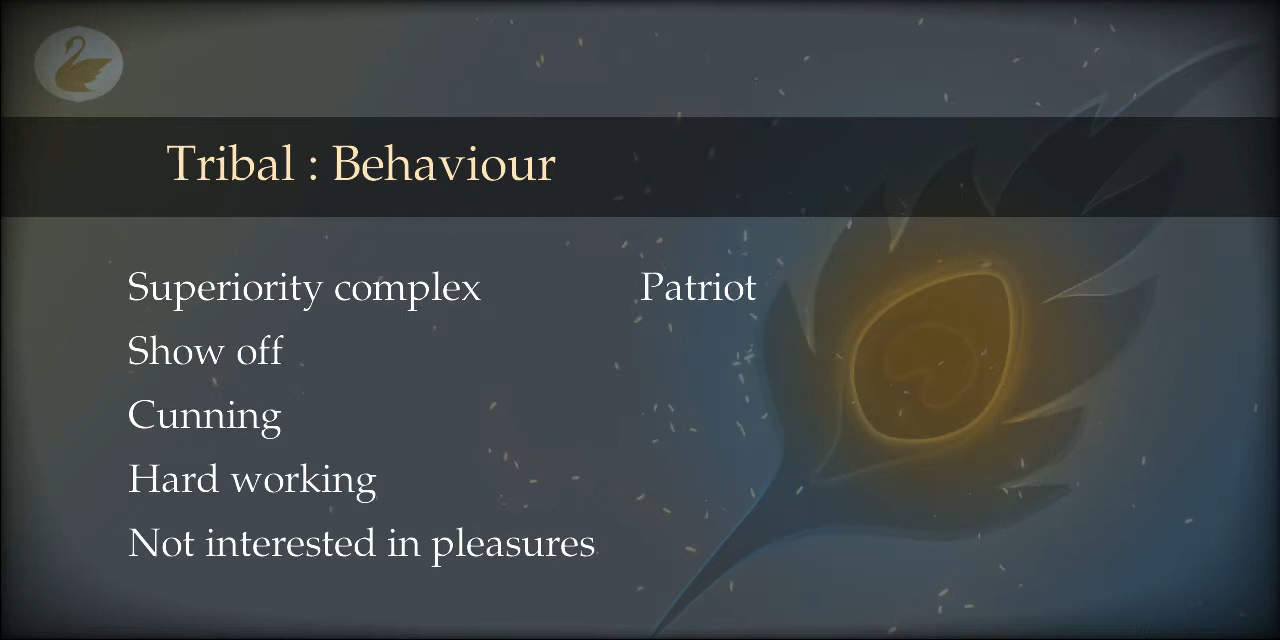 Tribal : Behaviour
Superiority complex
Show off
Cunning
Hard working
Not interested in pleasures
Patriot